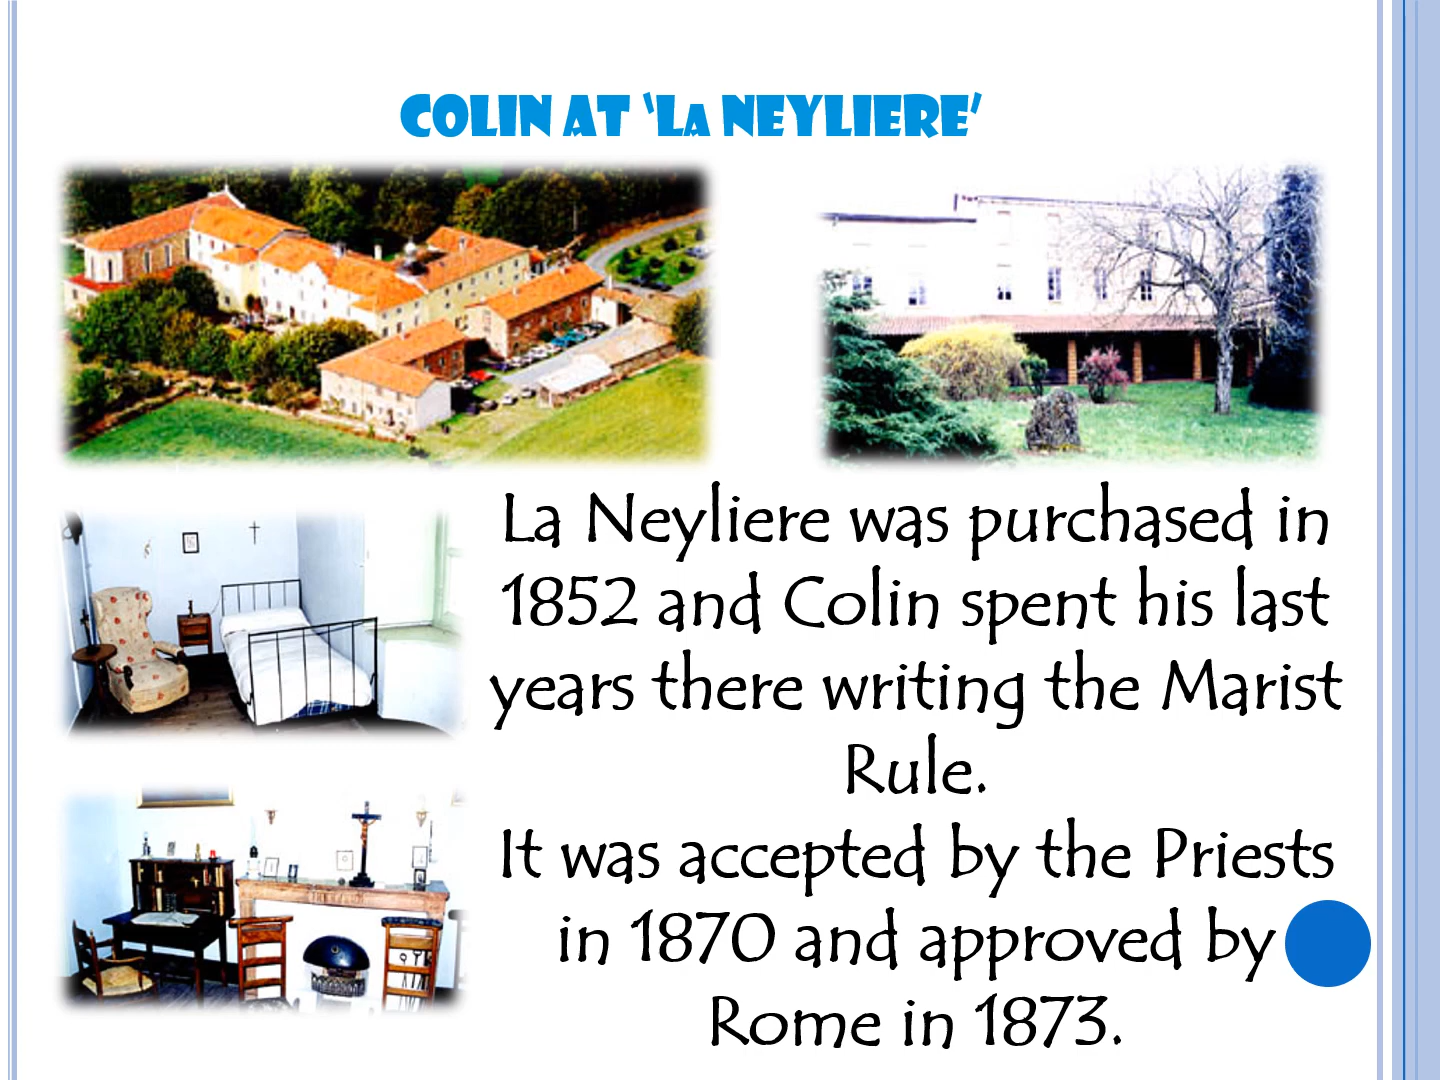 COLIN AT ‘La NEYLIERE’
La Neyliere was purchased in
1852 and Colin spent his last
years there writing the Marist
Rule.
It was accepted by the Priests
in 1870 and approved by
Rome in 1873.